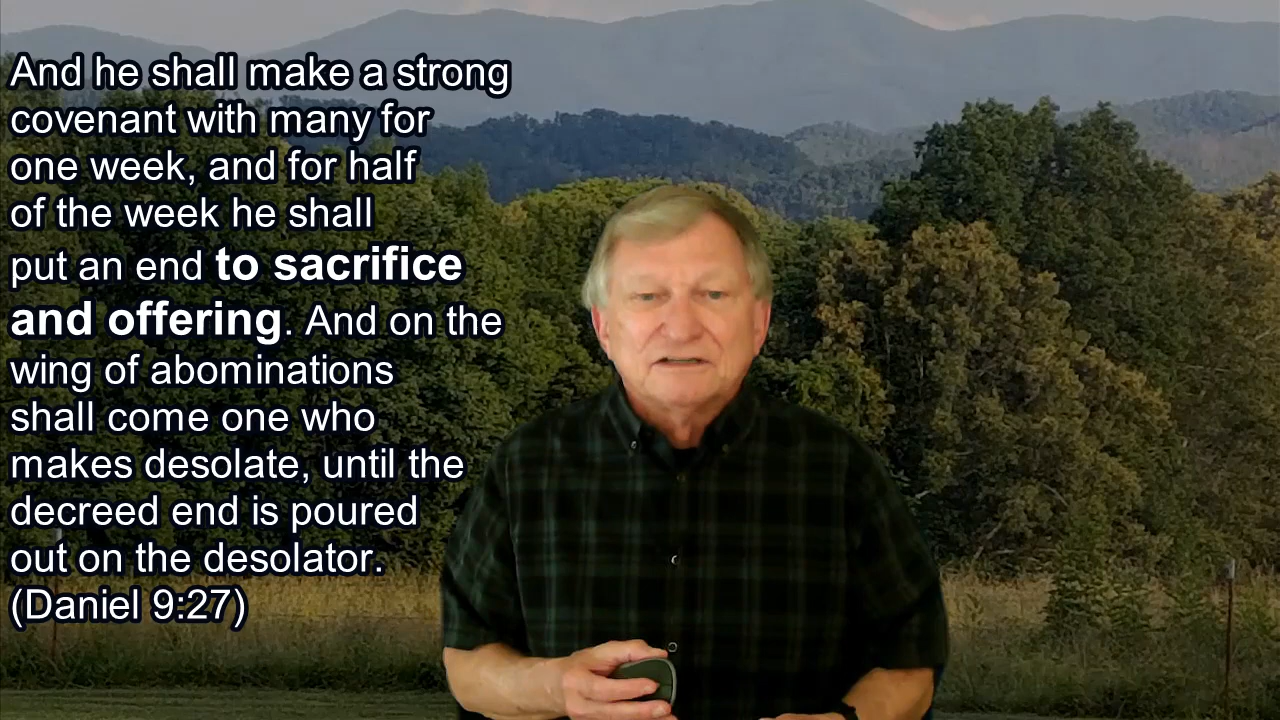 And he shall make a strong
covenant with many for
one week, and for half
of the week he shall
put an end to sacrifice
and offering. And on the
wing of abominations
shall come one who
makes desolate, until the
decreed end is poured
out on the desolator.
(Daniel 9:27)